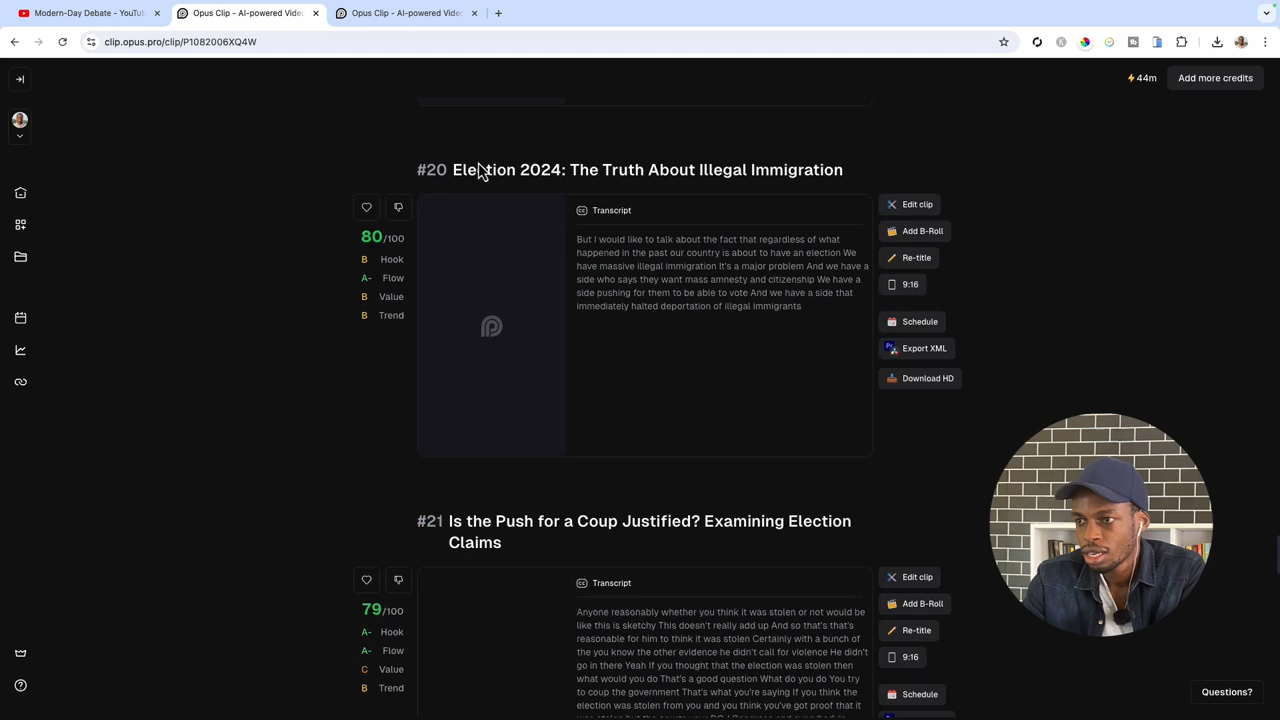 Modern-Day Debate - YouTu
Opus Clip - AI-powered Vide
Opus Clip - AI-powered Vide
clip.opus.pro/clip/P1082006XQ4W
44m
Add more credits
#20 Election 2024: The Truth About Illegal Immigration
Transcript
80/100
B Hook
A- Flow
B Value
B Trend
But I would like to talk about the fact that regardless of what
happened in the past our country is about to have an election We
have massive illegal immigration It's a major problem And we have a
side who says they want mass amnesty and citizenship We have a
side pushing for them to be able to vote And we have a side that
immediately halted deportation of illegal immigrants
Edit clip
Add B-Roll
Re-title
9:16
Schedule
Export XML
Download HD
#21 Is the Push for a Coup Justified? Examining Election
Claims
Transcript
79/100
A- Hook
A- Flow
C Value
B Trend
Anyone reasonably whether you think it was stolen or not would be
like this is sketchy This doesn't really add up And so that's that's
reasonable for him to think it was stolen Certainly with a bunch of
the you know the other evidence he didn't call for violence He didn't
go in there Yeah If you thought that the election was stolen then
what would you do That's a good question What do you do You try
to coup the government That's what you're saying If you think the
election was stolen from you and you think you've got proof that it
Edit clip
Add B-Roll
Re-title
9:16
Schedule
Questions?